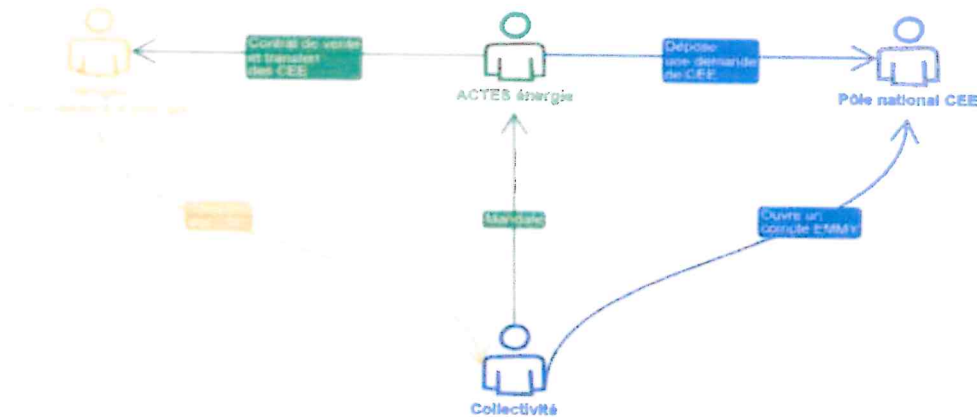 Contrat de vente
et transfert
des CEE
Dépose
une demande
de CEE
ACTES énergie
Pôle national CEE
Mandate
Ouvre un
compte EMMY
Collectivité